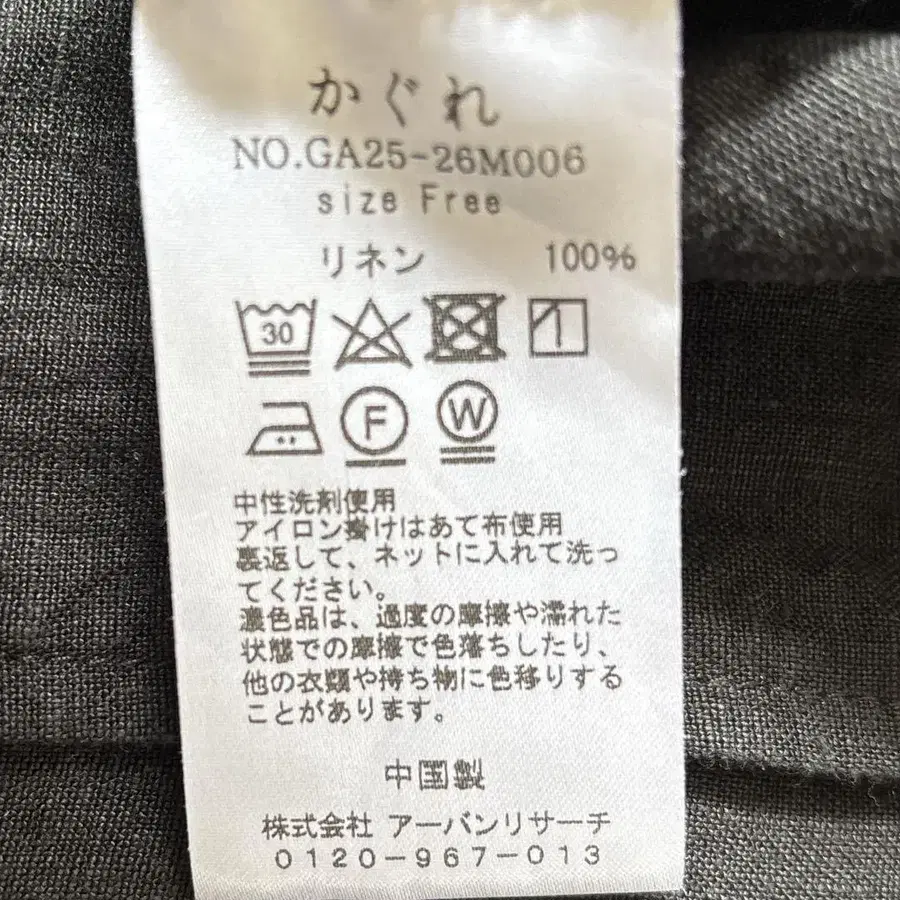 かぐれ
NO.GA25-26M006
size Free
リネン 100%
30
F W
中性洗剤使用
アイロン掛けはあて布使用
裏返して、ネットに入れて洗っ
てください。
濃色品は、過度の摩擦や濡れた
状態での摩擦で色落ちしたり、
他の衣類や持ち物に色移りする
ことがあります。
中国製
株式会社 アーバンリサーチ
0120-967-013